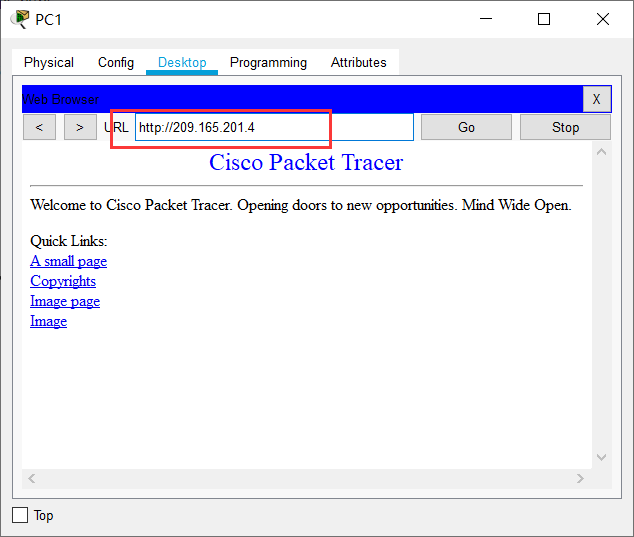 PC1
Physical Config Desktop Programming Attributes
Web Browser X
< > URL http://209.165.201.4 Go Stop
Cisco Packet Tracer
Welcome to Cisco Packet Tracer. Opening doors to new opportunities. Mind Wide Open.
Quick Links:
A small page
Copyrights
Image page
Image
Top